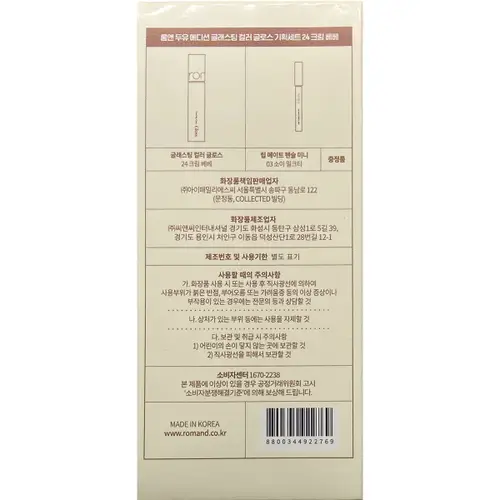 롬앤 두유 에디션 글래스팅 컬러 글로스 기획세트 24 크림 베베
글래스팅 컬러 글로스
24 크림 베베
립 메이트 펜슬 미니
03 소이 밀크티
증정품
화장품책임판매업자
㈜아이패밀리에스씨 서울특별시 송파구 동남로 122
(문정동, COLLECTED 빌딩)
화장품제조업자
㈜씨앤씨인터내셔널 경기도 화성시 동탄구 삼성1로 5길 39,
경기도 용인시 처인구 이동읍 덕성산단1로 28번길 12-1
제조번호 및 사용기한 별도 표기
사용할 때의 주의사항
가. 화장품 사용 시 또는 사용 후 직사광선에 의하여
사용부위가 붉은 반점, 부어오름 또는 가려움증 등의 이상 증상이나
부작용이 있는 경우에는 전문의 등과 상담할 것
나. 상처가 있는 부위 등에는 사용을 자제할 것
다. 보관 및 취급 시 주의사항
1) 어린이의 손이 닿지 않는 곳에 보관할 것
2) 직사광선을 피해서 보관할 것
소비자센터 1670-2238
본 제품에 이상이 있을 경우 공정거래위원회 고시
'소비자분쟁해결기준'에 의해 보상해 드립니다.
MADE IN KOREA
www.romand.co.kr
8800344922769